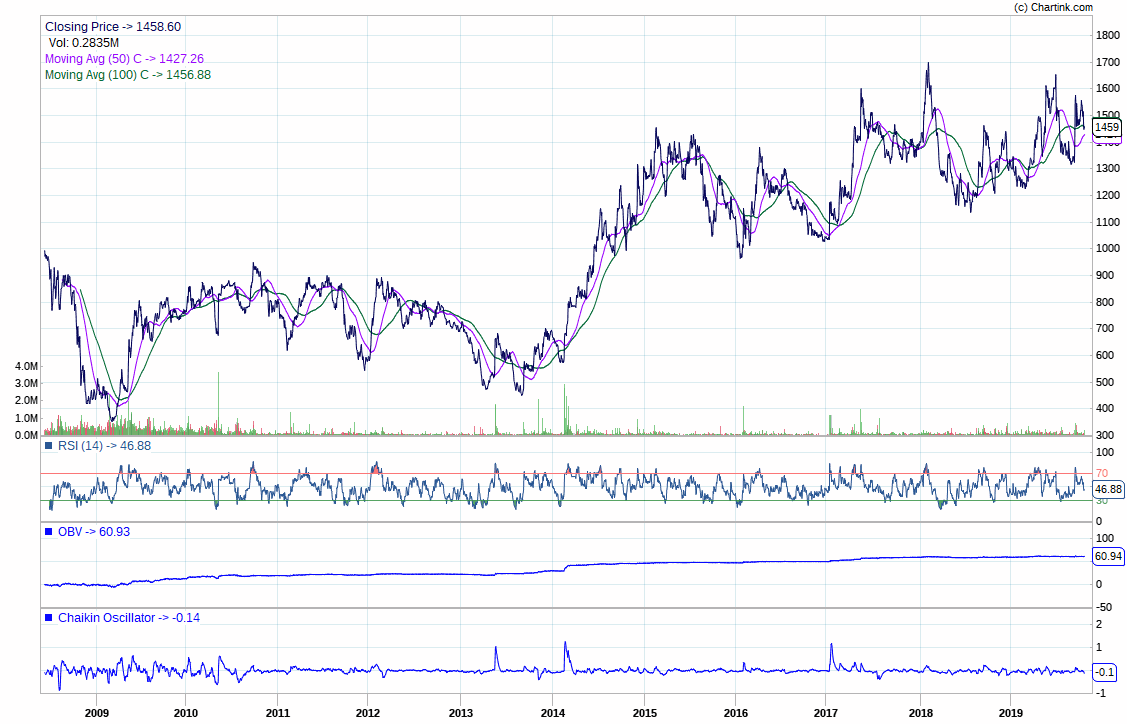 (c) Chartink.com
Closing Price -> 1458.60
Vol: 0.2835M
Moving Avg (50) C -> 1427.26
Moving Avg (100) C -> 1456.88
1800
1700
1600
1500
1459
1300
1200
1100
1000
900
800
700
600
500
400
300
4.0M
3.0M
2.0M
1.0M
0.0M
RSI (14) -> 46.88
100
70
46.88
30
0
OBV -> 60.93
100
60.94
0
-50
Chaikin Oscillator -> -0.14
2
1
-0.1
-1
2009 2010 2011 2012 2013 2014 2015 2016 2017 2018 2019